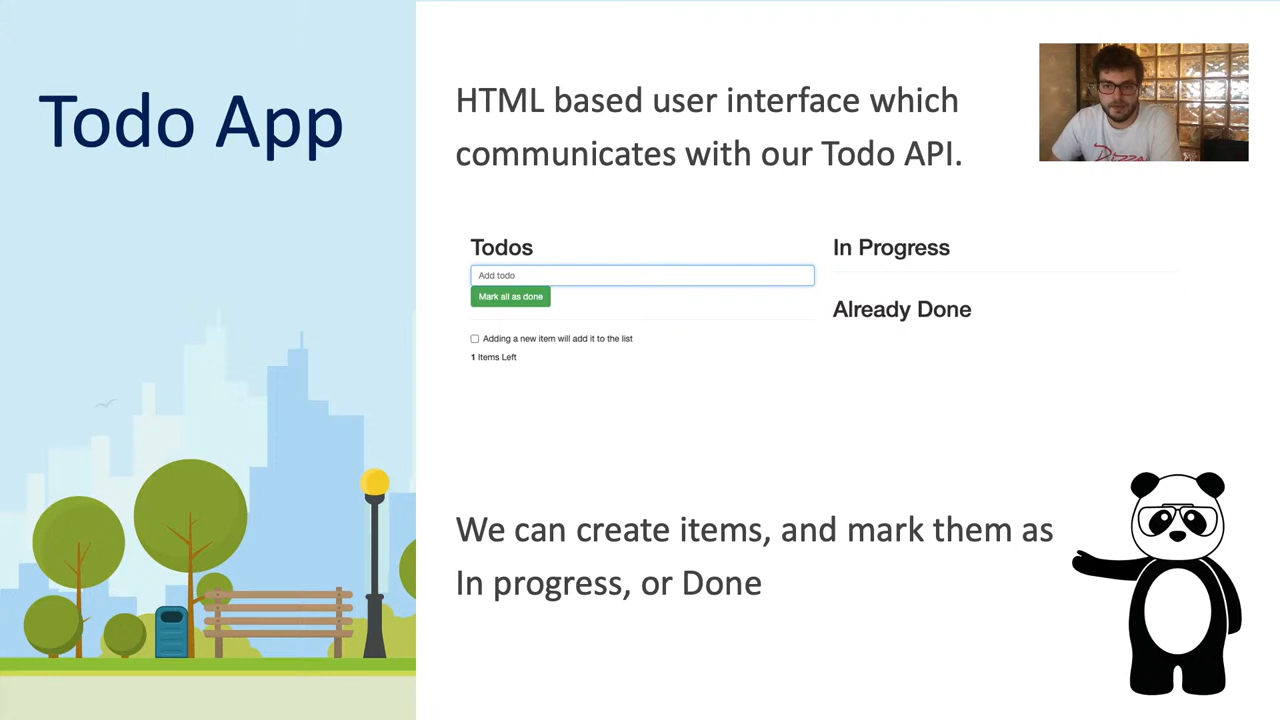 Todo App
HTML based user interface which
communicates with our Todo API.
Todos
Add todo
Mark all as done
Adding a new item will add it to the list
1 Items Left
In Progress
Already Done
We can create items, and mark them as
In progress, or Done